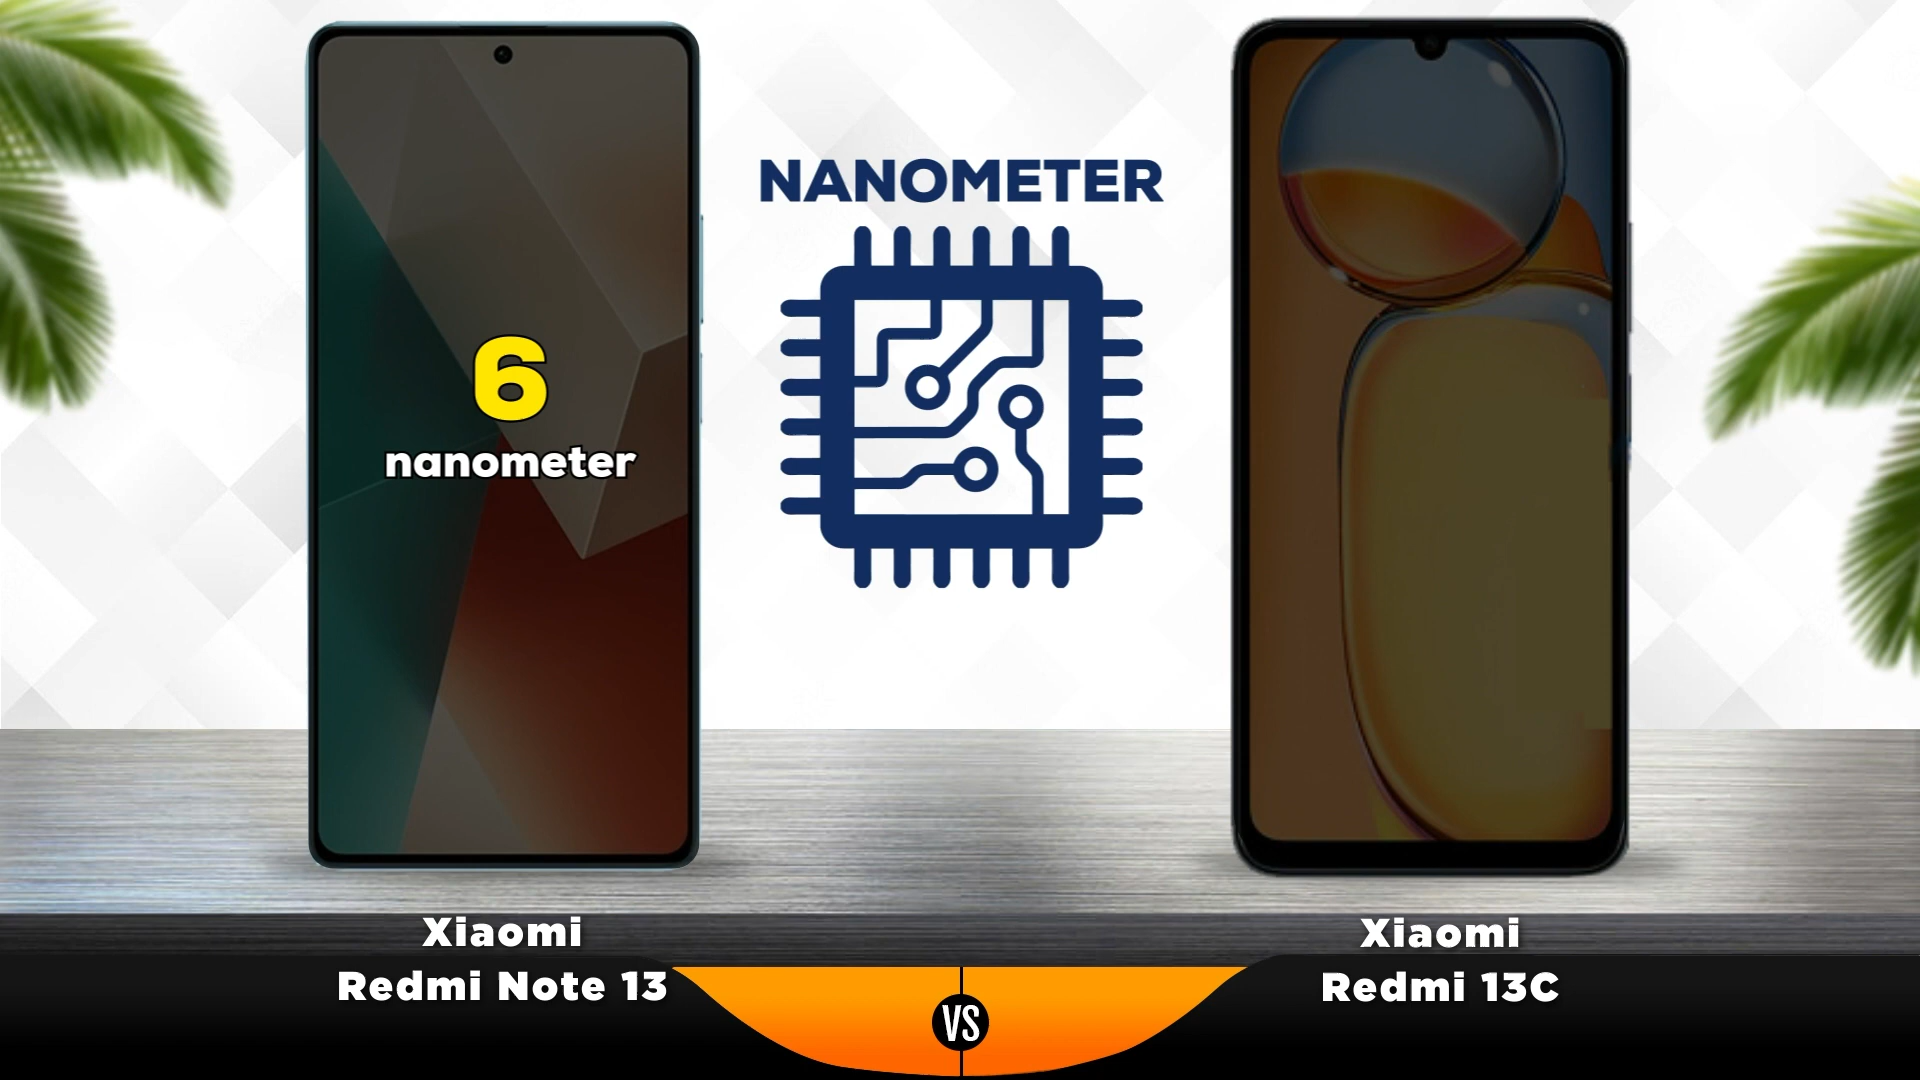 NANOMETER
6
nanometer
Xiaomi
Redmi Note 13
VS
Xiaomi
Redmi 13C